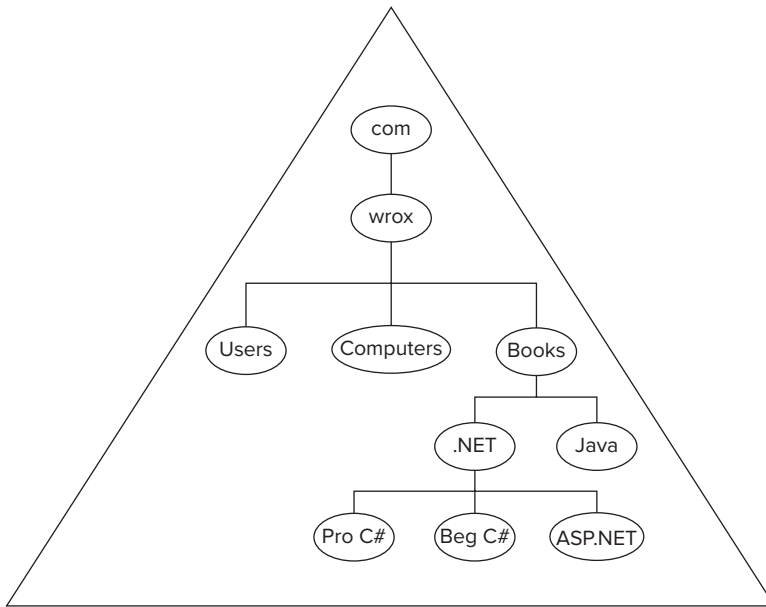 com
wrox
Users
Computers
Books
.NET
Java
Pro C#
Beg C#
ASP.NET